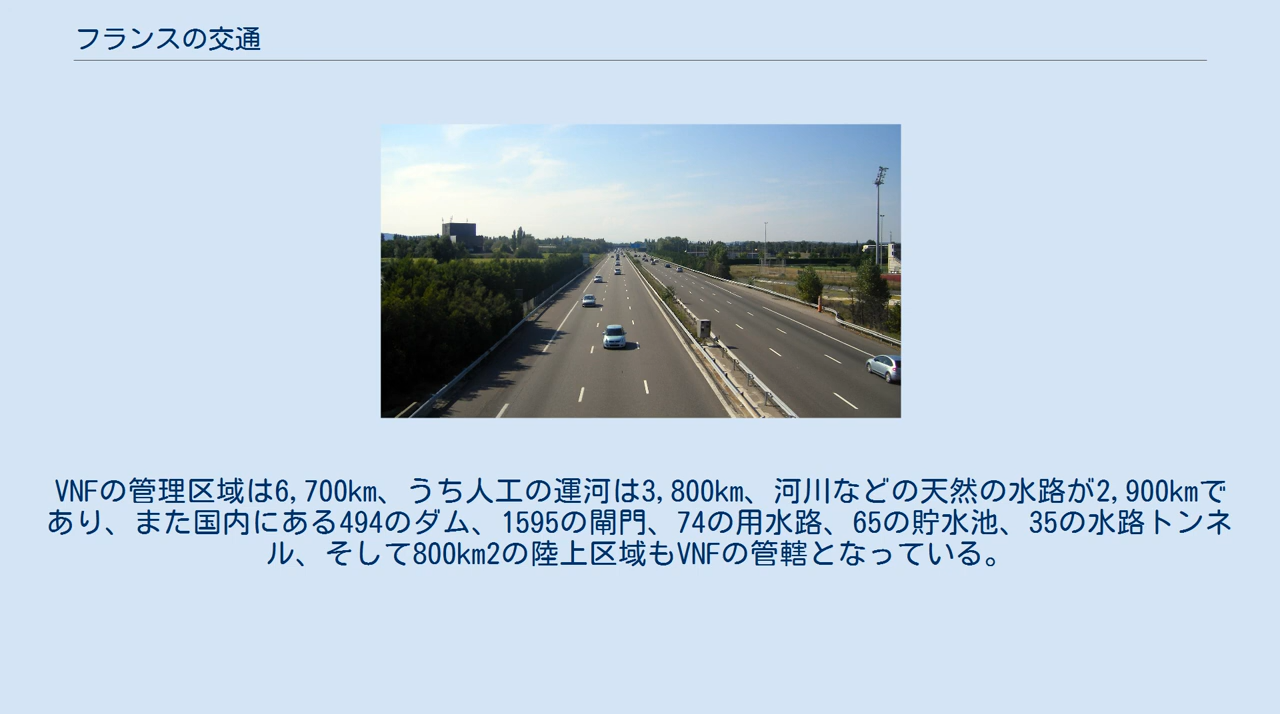 フランスの交通
VNFの管理区域は6,700km、うち人工の運河は3,800km、河川などの天然の水路が2,900kmで
あり、また国内にある494のダム、1595の閘門、74の用水路、65の貯水池、35の水路トンネ
ル、そして800km2の陸上区域もVNFの管轄となっている。